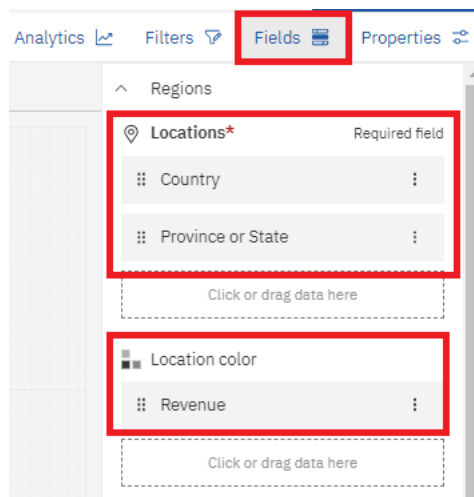 Analytics Filters Fields Properties
Regions
Locations* Required field
Country
Province or State
Click or drag data here
Location color
Revenue
Click or drag data here